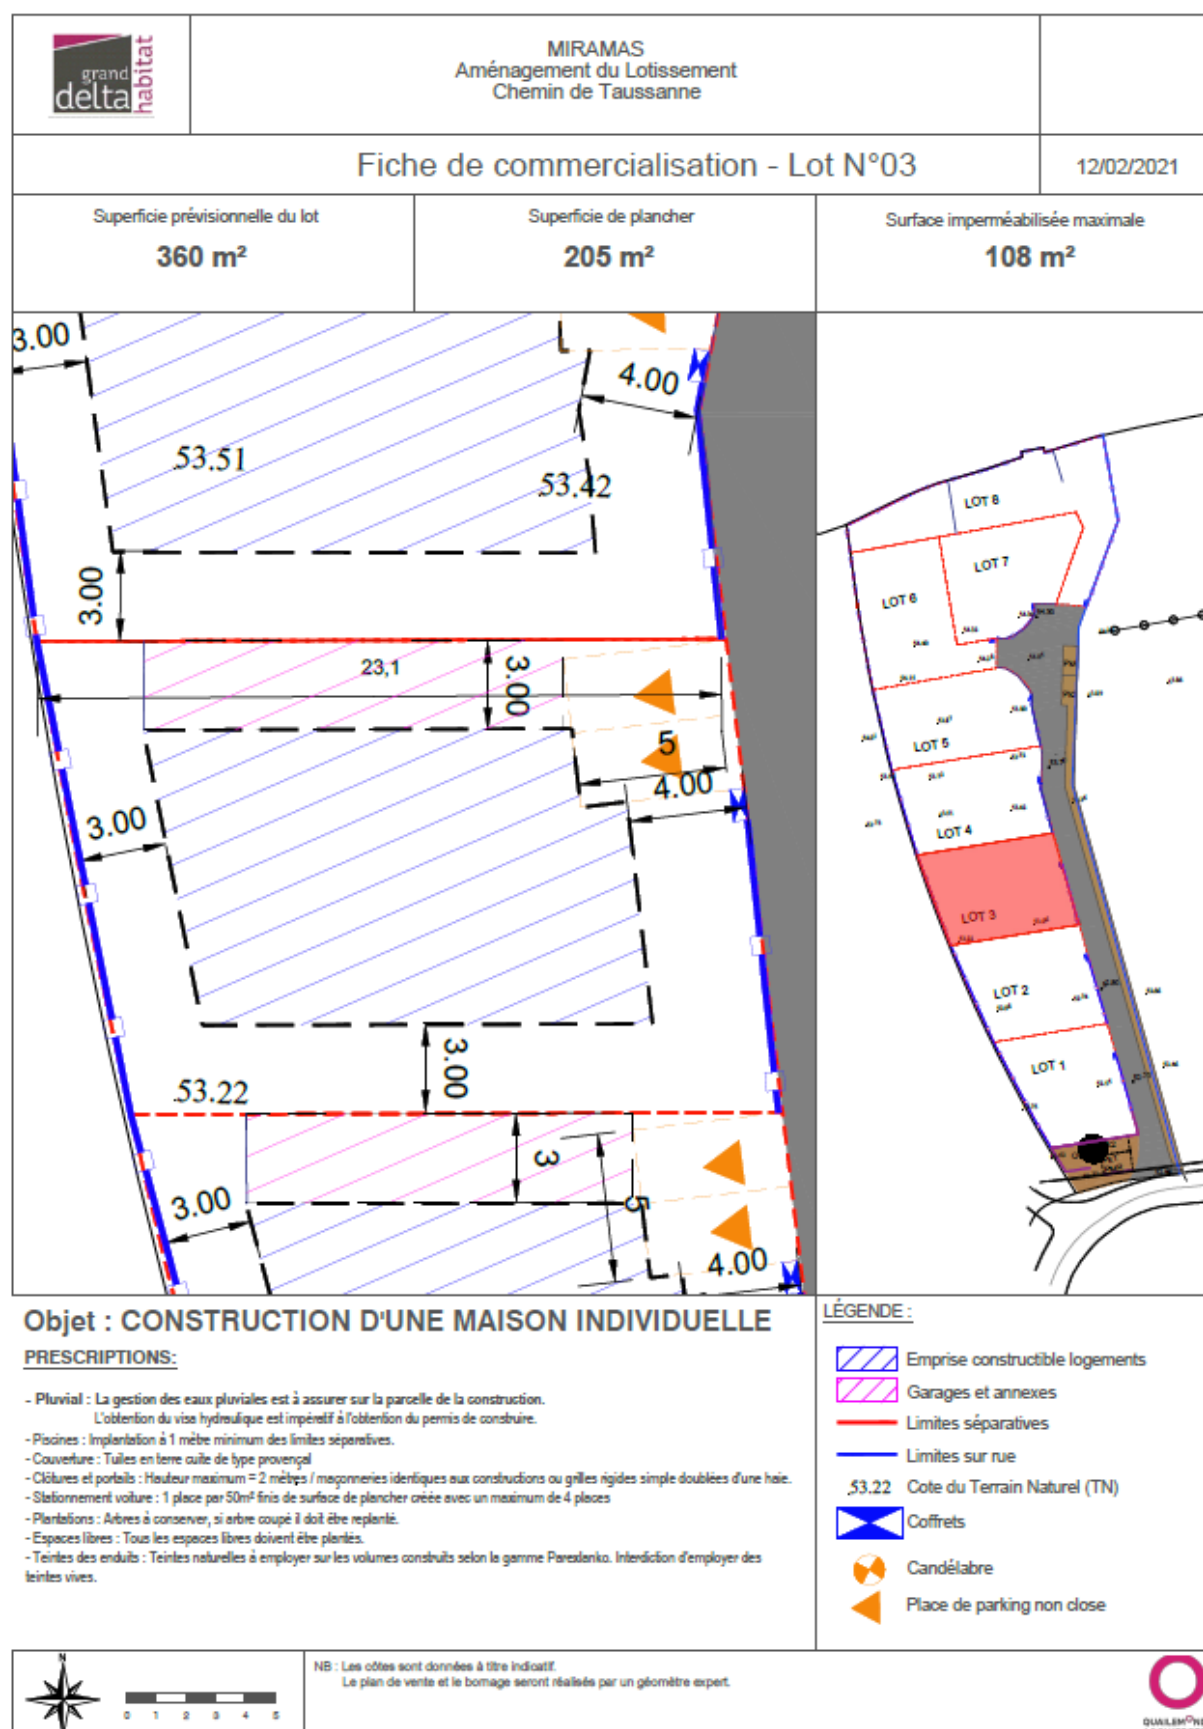 grand
delta
habitat
MIRAMAS
Aménagement du Lotissement
Chemin de Taussanne
Fiche de commercialisation - Lot N°03
12/02/2021
Superficie prévisionnelle du lot
360 m²
Superficie de plancher
205 m²
Surface imperméabilisée maximale
108 m²
3.00
4.00
53.51
53.42
3.00
23,1
3.00
5
4.00
3.00
3.00
53.22
3
5
3.00
4.00
LOT 8
LOT 7
LOT 6
LOT 5
LOT 4
LOT 3
LOT 2
LOT 1
Objet : CONSTRUCTION D'UNE MAISON INDIVIDUELLE
PRESCRIPTIONS:
- Pluvial : La gestion des eaux pluviales est à assurer sur la parcelle de la construction.
L'obtention du visa hydraulique est impératif à l'obtention du permis de construire.
- Piscines : Implantation à 1 mètre minimum des limites séparatives.
- Couverture : Tuiles en terre cuite de type provençal
- Clôtures et portails : Hauteur maximum = 2 mètres / maçonneries identiques aux constructions ou grilles rigides simple doublées d'une haie.
- Stationnement voiture : 1 place par 50m² finis de surface de plancher créée avec un maximum de 4 places
- Plantations : Arbres à conserver, si arbre coupé il doit être replanté.
- Espaces libres : Tous les espaces libres doivent être plantés.
- Teintes des enduits : Teintes naturelles à employer sur les volumes construits selon la gamme Parexlanko. Interdiction d'employer des
teintes vives.
LÉGENDE :
Emprise constructible logements
Garages et annexes
Limites séparatives
Limites sur rue
53.22 Cote du Terrain Naturel (TN)
Coffrets
Candélabre
Place de parking non close
N
0 1 2 3 4 5
NB : Les côtes sont données à titre indicatif.
Le plan de vente et le bornage seront réalisés par un géomètre expert.